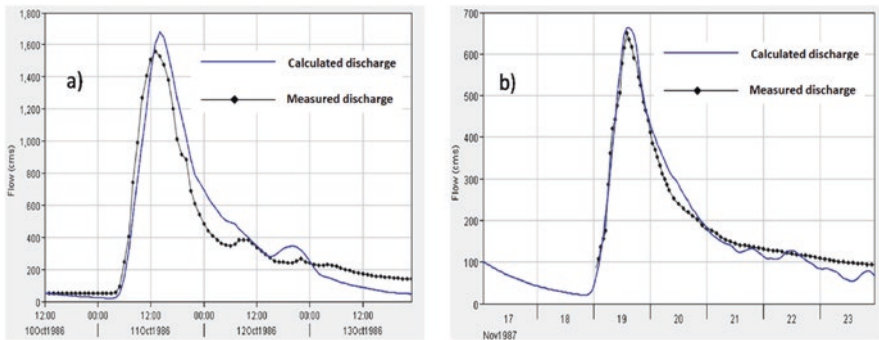 1,800
1,600
1,400
1,200
1,000
800
600
400
200
0
Flow (cms)
a)
Calculated discharge
Measured discharge
12:00 00:00 12:00 00:00 12:00 00:00 12:00
10Oct1986 11Oct1986 12Oct1986 13Oct1986
700
600
500
400
300
200
100
0
Flow (cms)
b)
Calculated discharge
Measured discharge
17 18 19 20 21 22 23
Nov1987